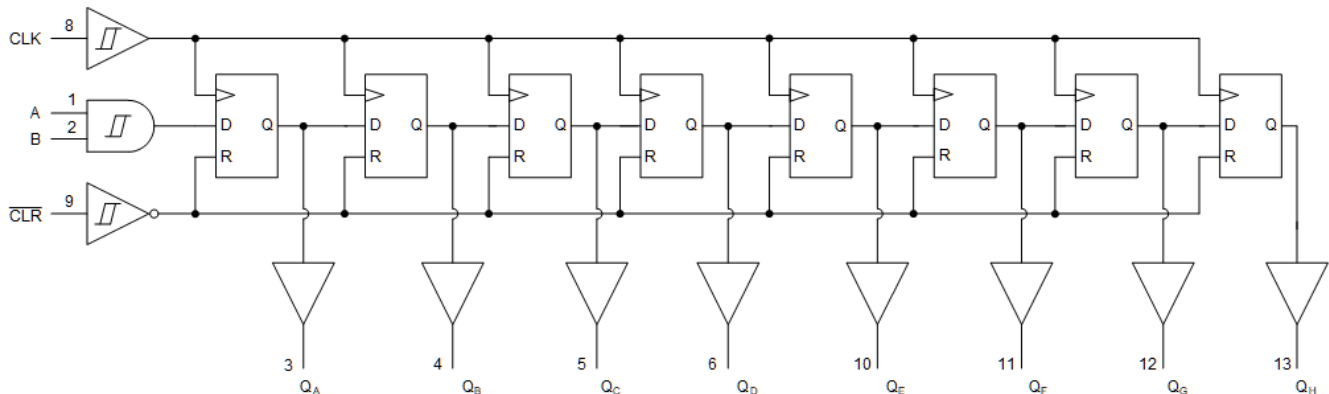 CLK 8
A 1
B 2
D Q D Q D Q D Q D Q D Q D Q D Q
R R R R R R R R
CLR 9
3 4 5 6 10 11 12 13
QA QB QC QD QE QF QG QH